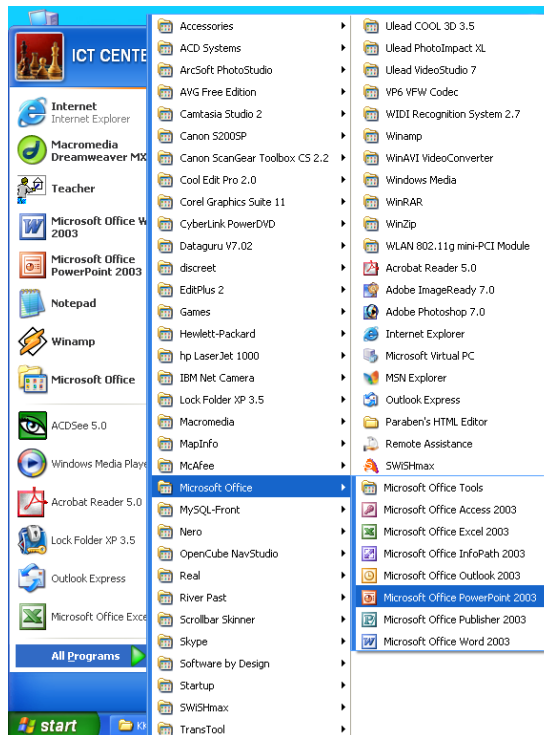 ICT CENTE
Internet
Internet Explorer
Macromedia
Dreamweaver MX
Teacher
Microsoft Office W
2003
Microsoft Office
PowerPoint 2003
Notepad
Winamp
Microsoft Office
ACDSee 5.0
Windows Media Playe
Acrobat Reader 5.0
Lock Folder XP 3.5
Outlook Express
Microsoft Office Exce
All Programs
start
KK
Accessories
ACD Systems
ArcSoft PhotoStudio
AVG Free Edition
Camtasia Studio 2
Canon S200SP
Canon ScanGear Toolbox CS 2.2
Cool Edit Pro 2.0
Corel Graphics Suite 11
CyberLink PowerDVD
Dataguru V7.02
discreet
EditPlus 2
Games
Hewlett-Packard
hp LaserJet 1000
IBM Net Camera
Lock Folder XP 3.5
Macromedia
MapInfo
McAfee
Microsoft Office
MySQL-Front
Nero
OpenCube NavStudio
Real
River Past
Scrollbar Skinner
Skype
Software by Design
Startup
SWiSHmax
TransTool
Ulead COOL 3D 3.5
Ulead PhotoImpact XL
Ulead VideoStudio 7
VP6 VFW Codec
WIDI Recognition System 2.7
Winamp
WinAVI VideoConverter
Windows Media
WinRAR
WinZip
WLAN 802.11g mini-PCI Module
Acrobat Reader 5.0
Adobe ImageReady 7.0
Adobe Photoshop 7.0
Internet Explorer
Microsoft Virtual PC
MSN Explorer
Outlook Express
Paraben's HTML Editor
Remote Assistance
SWiSHmax
Microsoft Office Tools
Microsoft Office Access 2003
Microsoft Office Excel 2003
Microsoft Office InfoPath 2003
Microsoft Office Outlook 2003
Microsoft Office PowerPoint 2003
Microsoft Office Publisher 2003
Microsoft Office Word 2003